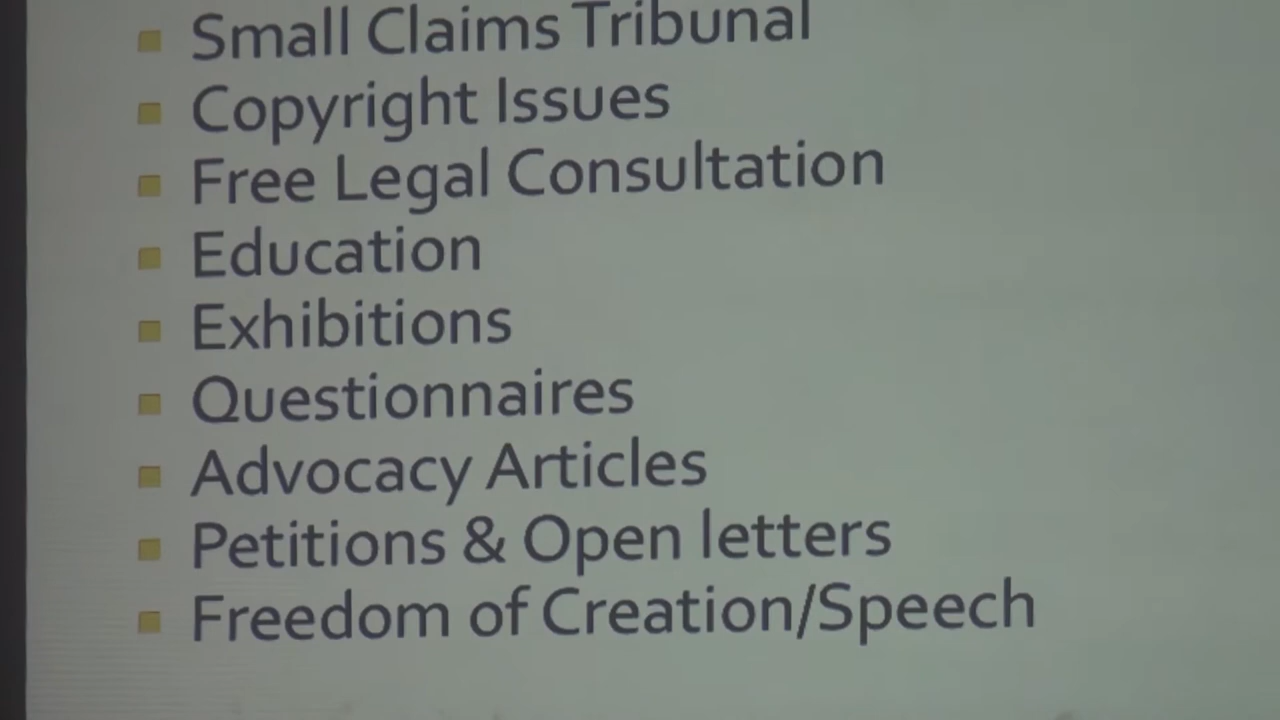 Small Claims Tribunal
Copyright Issues
Free Legal Consultation
Education
Exhibitions
Questionnaires
Advocacy Articles
Petitions & Open letters
Freedom of Creation/Speech